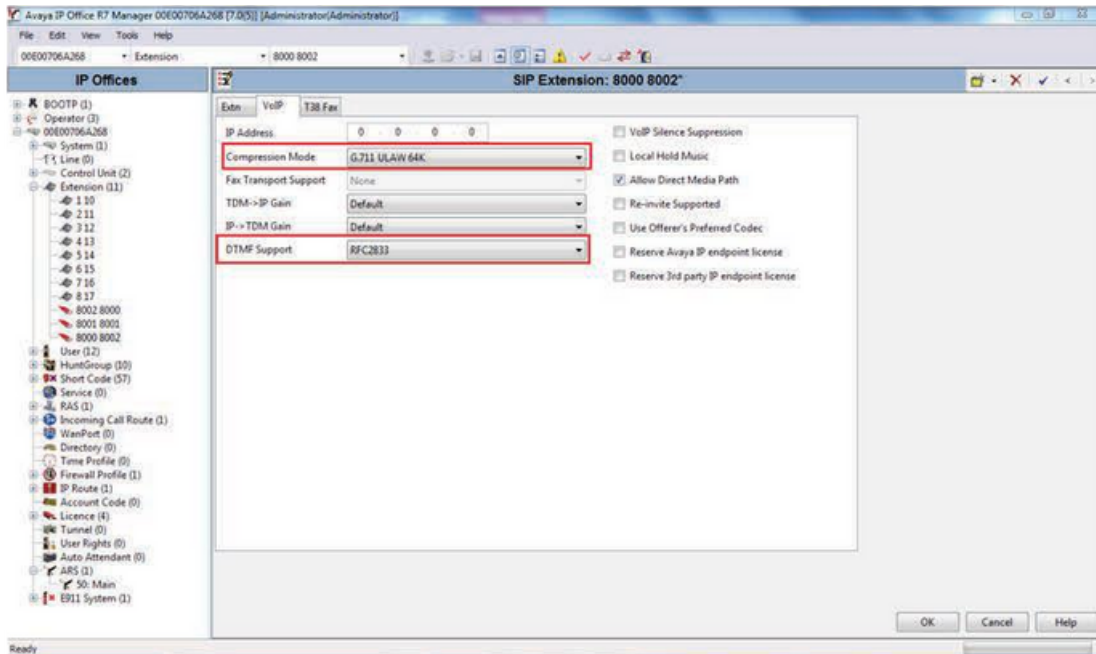 Avaya IP Office R7 Manager 00E00706A268 [7.0(5)] [Administrator(Administrator)]
File Edit View Tools Help
00E00706A268 Extension 8000 8002
IP Offices
BOOTP (1)
Operator (3)
00E00706A268
System (1)
Line (0)
Control Unit (2)
Extension (11)
1 10
2 11
3 12
4 13
5 14
6 15
7 16
8 17
8002 8000
8001 8001
8000 8002
User (12)
HuntGroup (10)
Short Code (57)
Service (0)
RAS (1)
Incoming Call Route (1)
WanPort (0)
Directory (0)
Time Profile (0)
Firewall Profile (1)
IP Route (1)
Account Code (0)
Licence (4)
Tunnel (0)
User Rights (0)
Auto Attendant (0)
ARS (1)
50: Main
E911 System (1)
SIP Extension: 8000 8002*
Extn VoIP T38 Fax
IP Address 0 . 0 . 0 . 0
Compression Mode G.711 ULAW 64K
Fax Transport Support None
TDM->IP Gain Default
IP->TDM Gain Default
DTMF Support RFC2833
VoIP Silence Suppression
Local Hold Music
Allow Direct Media Path
Re-invite Supported
Use Offerer's Preferred Codec
Reserve Avaya IP endpoint license
Reserve 3rd party IP endpoint license
OK Cancel Help
Ready